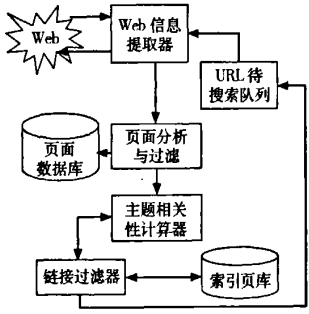 Web
Web 信息
提取器
URL 待
搜索队列
页面分析
与过滤
页面
数据库
主题相关
性计算器
链接过滤器
索引页库